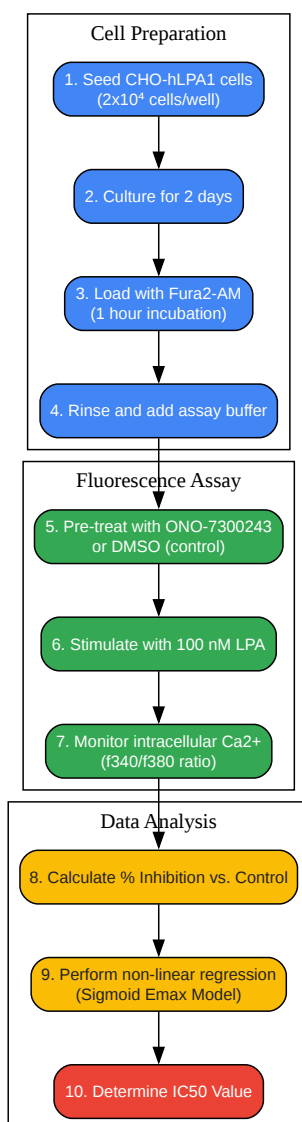 Cell Preparation
1. Seed CHO-hLPA1 cells
(2x10⁴ cells/well)
2. Culture for 2 days
3. Load with Fura2-AM
(1 hour incubation)
4. Rinse and add assay buffer
Fluorescence Assay
5. Pre-treat with ONO-7300243
or DMSO (control)
6. Stimulate with 100 nM LPA
7. Monitor intracellular Ca2+
(f340/f380 ratio)
Data Analysis
8. Calculate % Inhibition vs. Control
9. Perform non-linear regression
(Sigmoid Emax Model)
10. Determine IC50 Value